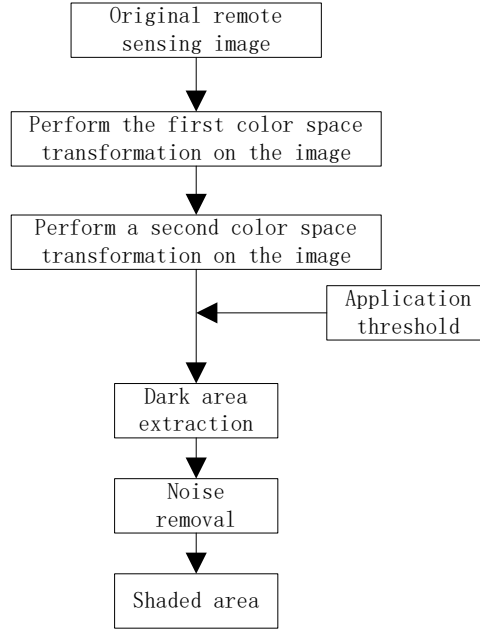 Original remote
sensing image
Perform the first color space
transformation on the image
Perform a second color space
transformation on the image
Application
threshold
Dark area
extraction
Noise
removal
Shaded area